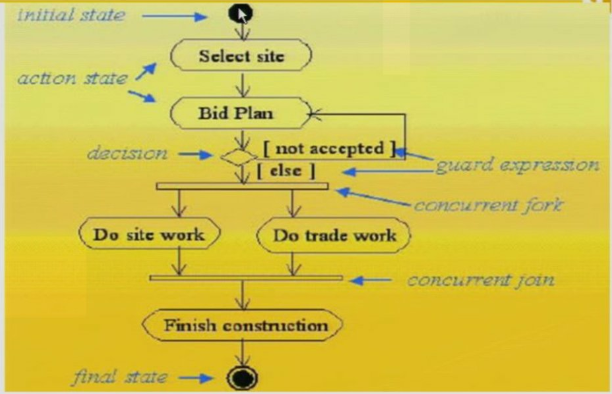 initial state
Select site
action state
Bid Plan
decision
[ not accepted ]
guard expression
[ else ]
concurrent fork
Do site work
Do trade work
concurrent join
Finish construction
final state